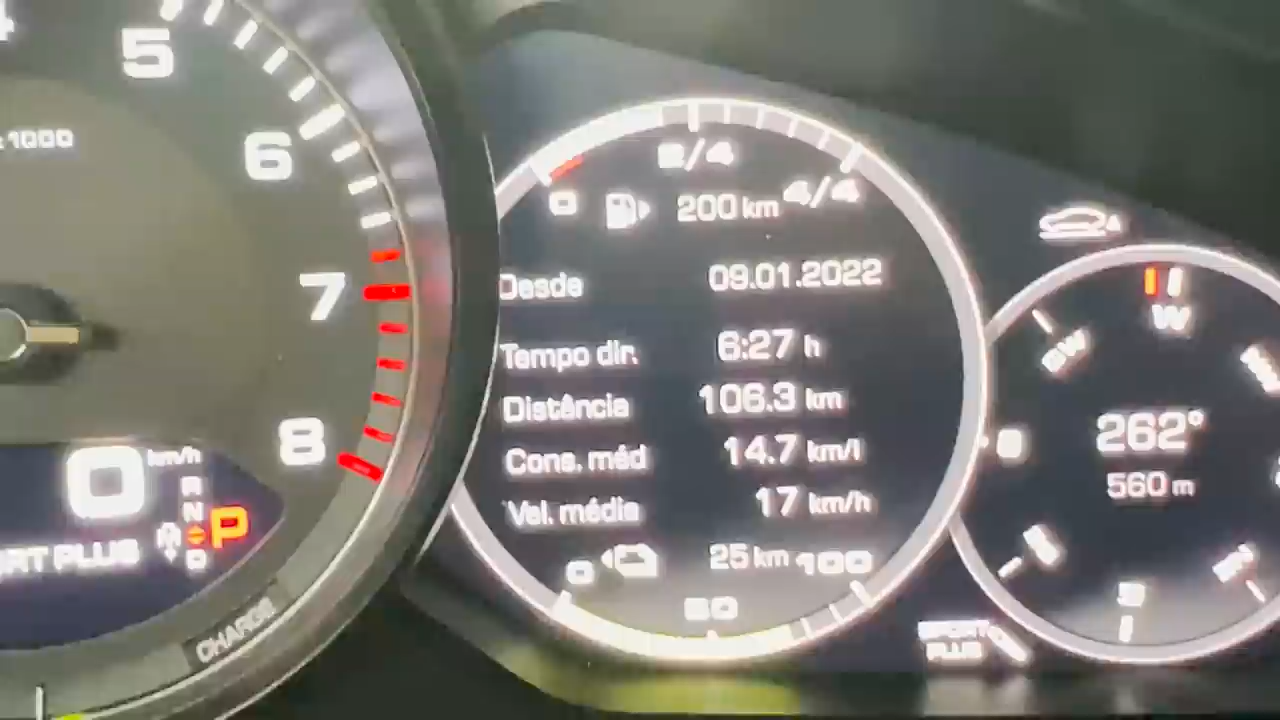 5
x 1000
6
7
8
0 km/h
R
N
P
D
SPORT PLUS
CHARGE
2/4
0
200 km
4/4
Desde 09.01.2022
Tempo dir. 6:27 h
Distância 106.3 km
Cons. méd 14.7 km/l
Vel. média 17 km/h
0
25 km
100
50
W
SW
262°
560 m
SPORT
PLUS